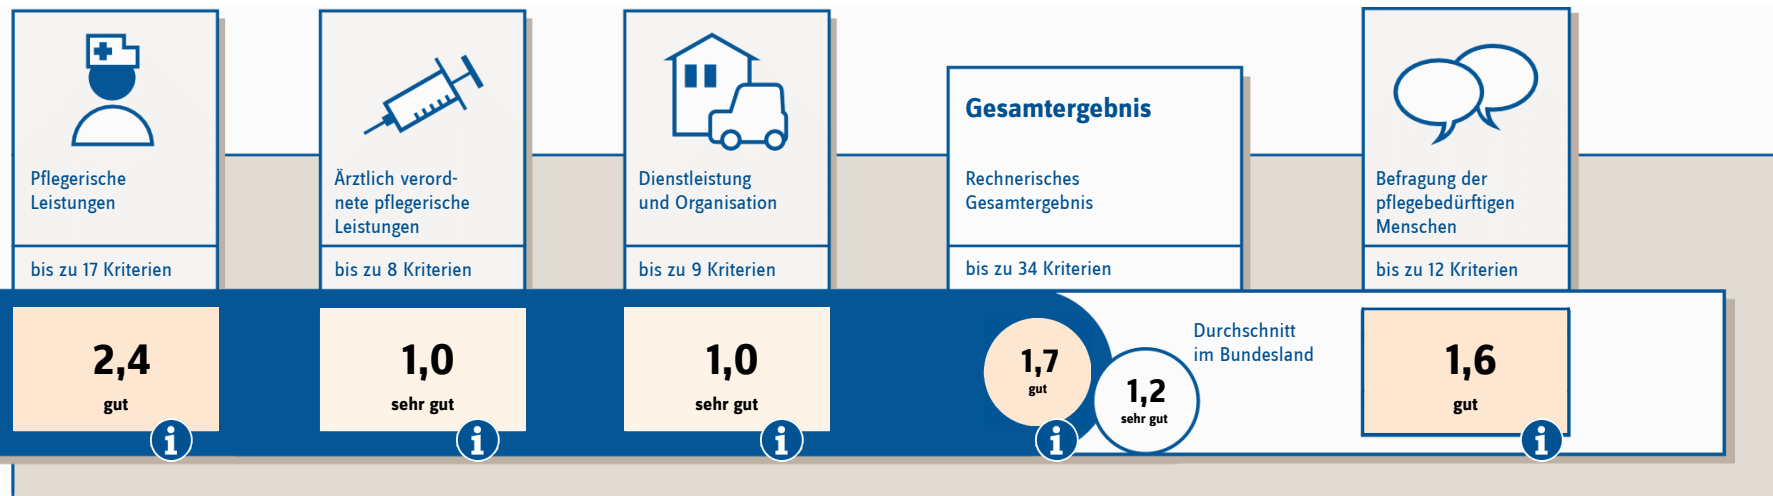 Pflegerische
Leistungen
bis zu 17 Kriterien
2,4
gut
Ärztlich verord-
nete pflegerische
Leistungen
bis zu 8 Kriterien
1,0
sehr gut
Dienstleistung
und Organisation
bis zu 9 Kriterien
1,0
sehr gut
Gesamtergebnis
Rechnerisches
Gesamtergebnis
bis zu 34 Kriterien
1,7
gut
1,2
sehr gut
Durchschnitt
im Bundesland
Befragung der
pflegebedürftigen
Menschen
bis zu 12 Kriterien
1,6
gut